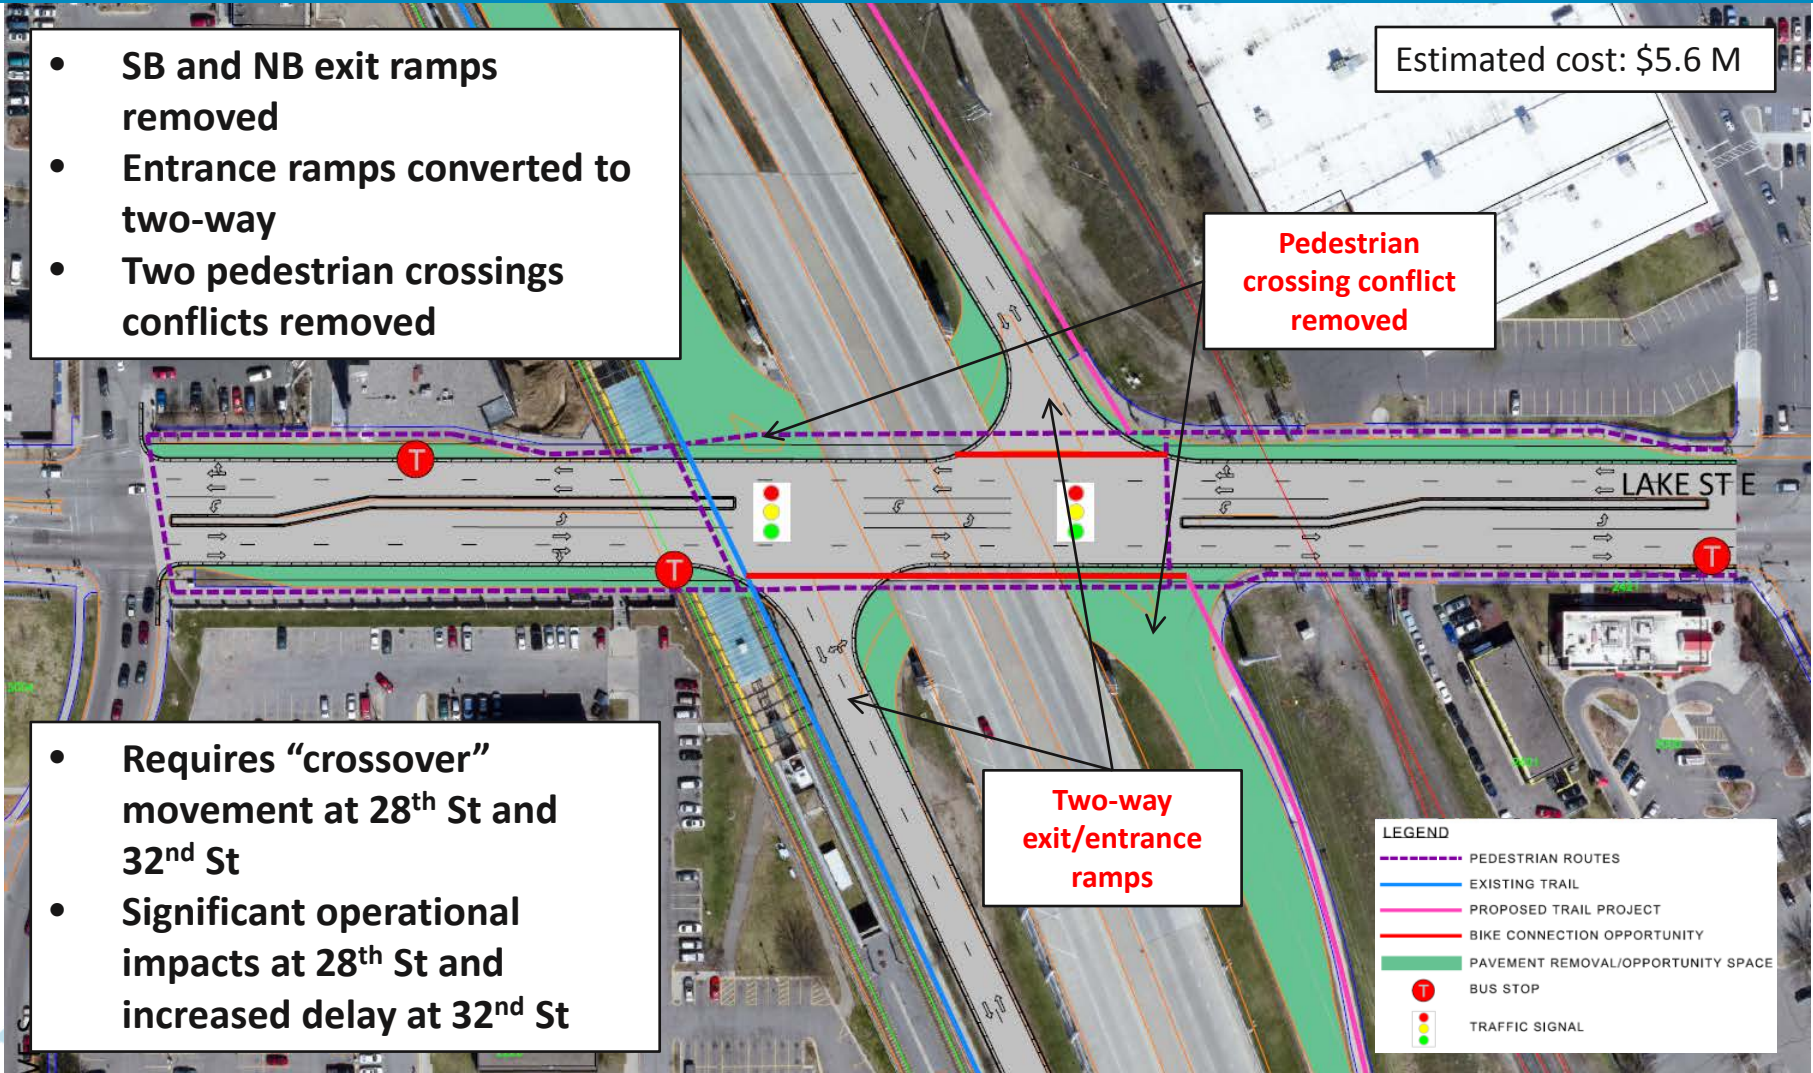 • SB and NB exit ramps
removed
• Entrance ramps converted to
two-way
• Two pedestrian crossings
conflicts removed
Estimated cost: $5.6 M
Pedestrian
crossing conflict
removed
T
LAKE ST E
T
T
2421
• Requires “crossover”
movement at 28th St and
32nd St
• Significant operational
impacts at 28th St and
increased delay at 32nd St
Two-way
exit/entrance
ramps
LEGEND
PEDESTRIAN ROUTES
EXISTING TRAIL
PROPOSED TRAIL PROJECT
BIKE CONNECTION OPPORTUNITY
PAVEMENT REMOVAL/OPPORTUNITY SPACE
T BUS STOP
TRAFFIC SIGNAL